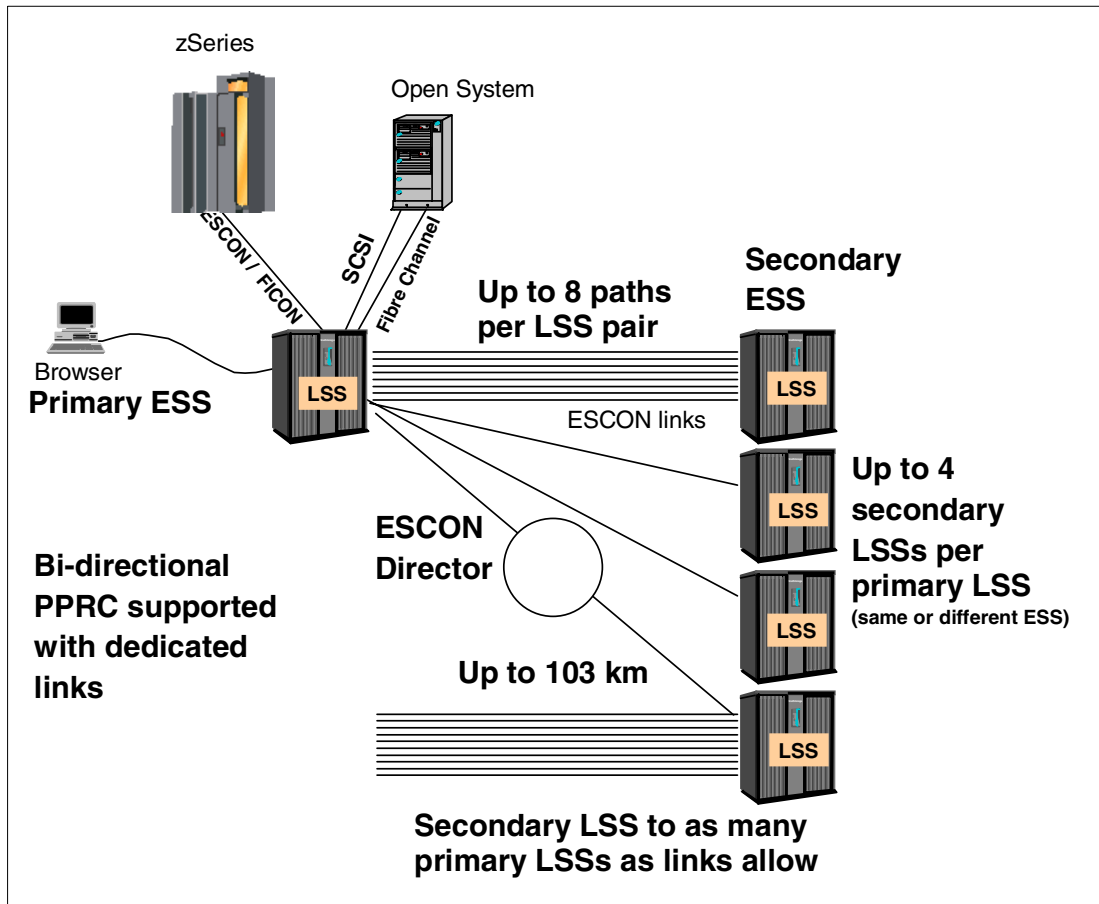 zSeries
Open System
ESCON / FICON
SCSI
Fibre Channel
Secondary
ESS
Up to 8 paths
per LSS pair
Browser
Primary ESS
LSS
LSS
ESCON links
LSS
Up to 4
secondary
LSSs per
primary LSS
(same or different ESS)
ESCON
Director
Bi-directional
PPRC supported
with dedicated
links
LSS
Up to 103 km
LSS
Secondary LSS to as many
primary LSSs as links allow